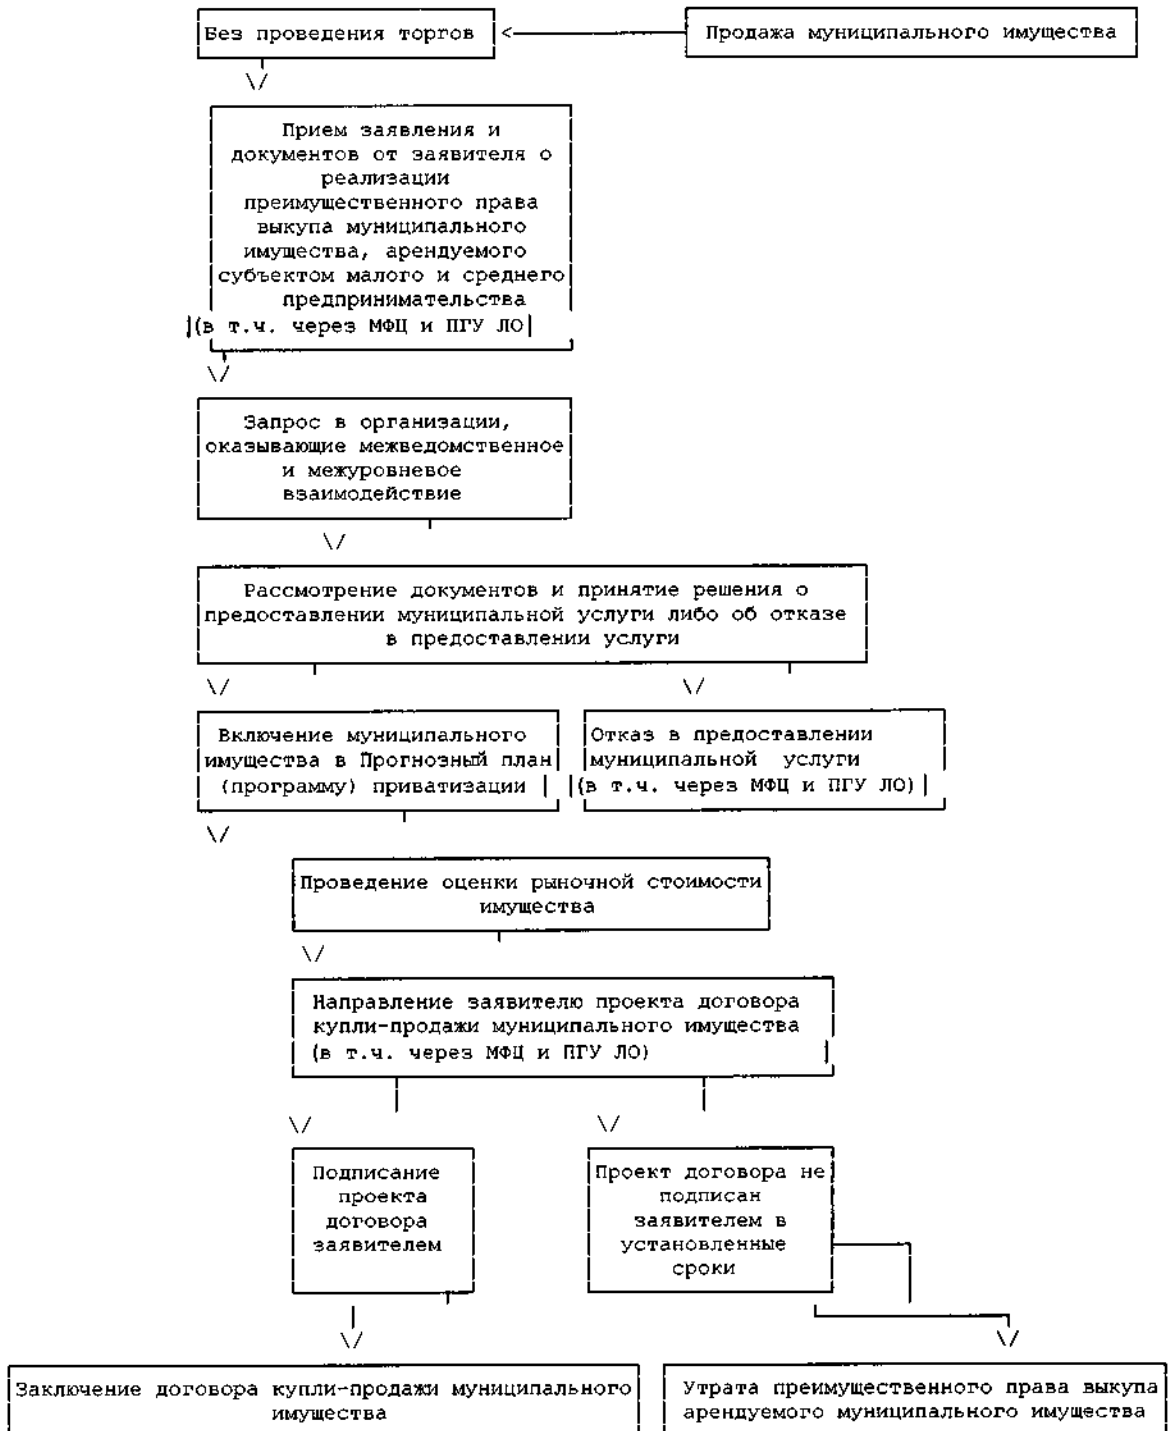 Без проведения торгов
Продажа муниципального имущества
Прием заявления и
документов от заявителя о
реализации
преимущественного права
выкупа муниципального
имущества, арендуемого
субъектом малого и среднего
предпринимательства
(в т.ч. через МФЦ и ПГУ ЛО
Запрос в организации,
оказывающие межведомственное
и межуровневое
взаимодействие
Рассмотрение документов и принятие решения о
предоставлении муниципальной услуги либо об отказе
в предоставлении услуги
Включение муниципального
имущества в Прогнозный план
(программу) приватизации
Отказ в предоставлении
муниципальной услуги
(в т.ч. через МФЦ и ПГУ ЛО)
Проведение оценки рыночной стоимости
имущества
Направление заявителю проекта договора
купли-продажи муниципального имущества
(в т.ч. через МФЦ и ПГУ ЛО)
Подписание
проекта
договора
заявителем
Проект договора не
подписан
заявителем в
установленные
сроки
Заключение договора купли-продажи муниципального
имущества
Утрата преимущественного права выкупа
арендуемого муниципального имущества